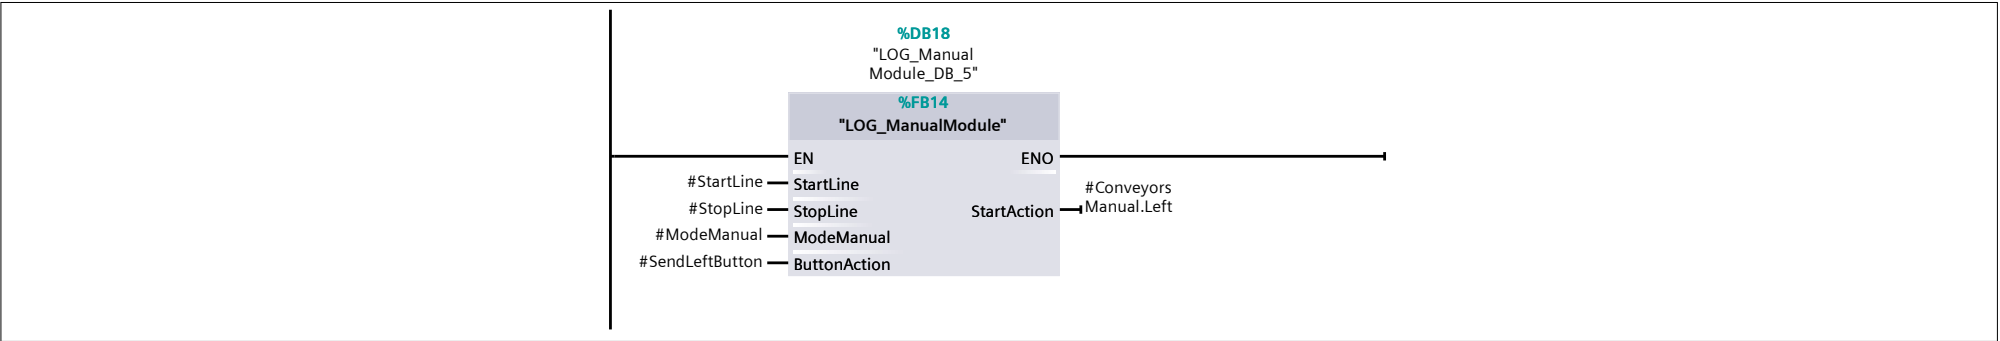 %DB18
"LOG_Manual
Module_DB_5"
%FB14
"LOG_ManualModule"
EN
ENO
#StartLine
StartLine
#Conveyors
Manual.Left
#StopLine
StopLine
StartAction
#ModeManual
ModeManual
#SendLeftButton
ButtonAction